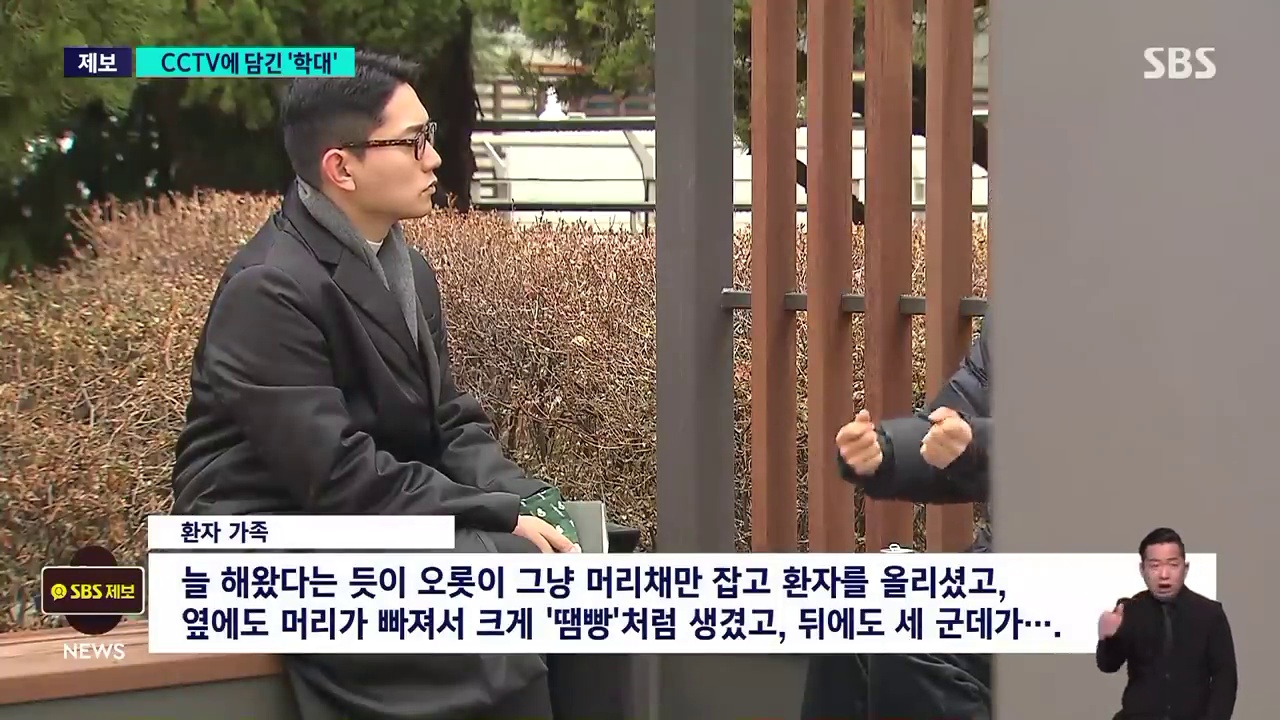 제보 CCTV에 담긴 '학대'
SBS
환자 가족
늘 해왔다는 듯이 오롯이 그냥 머리채만 잡고 환자를 올리셨고,
옆에도 머리가 빠져서 크게 '땜빵'처럼 생겼고, 뒤에도 세 군데가….
SBS 제보
NEWS